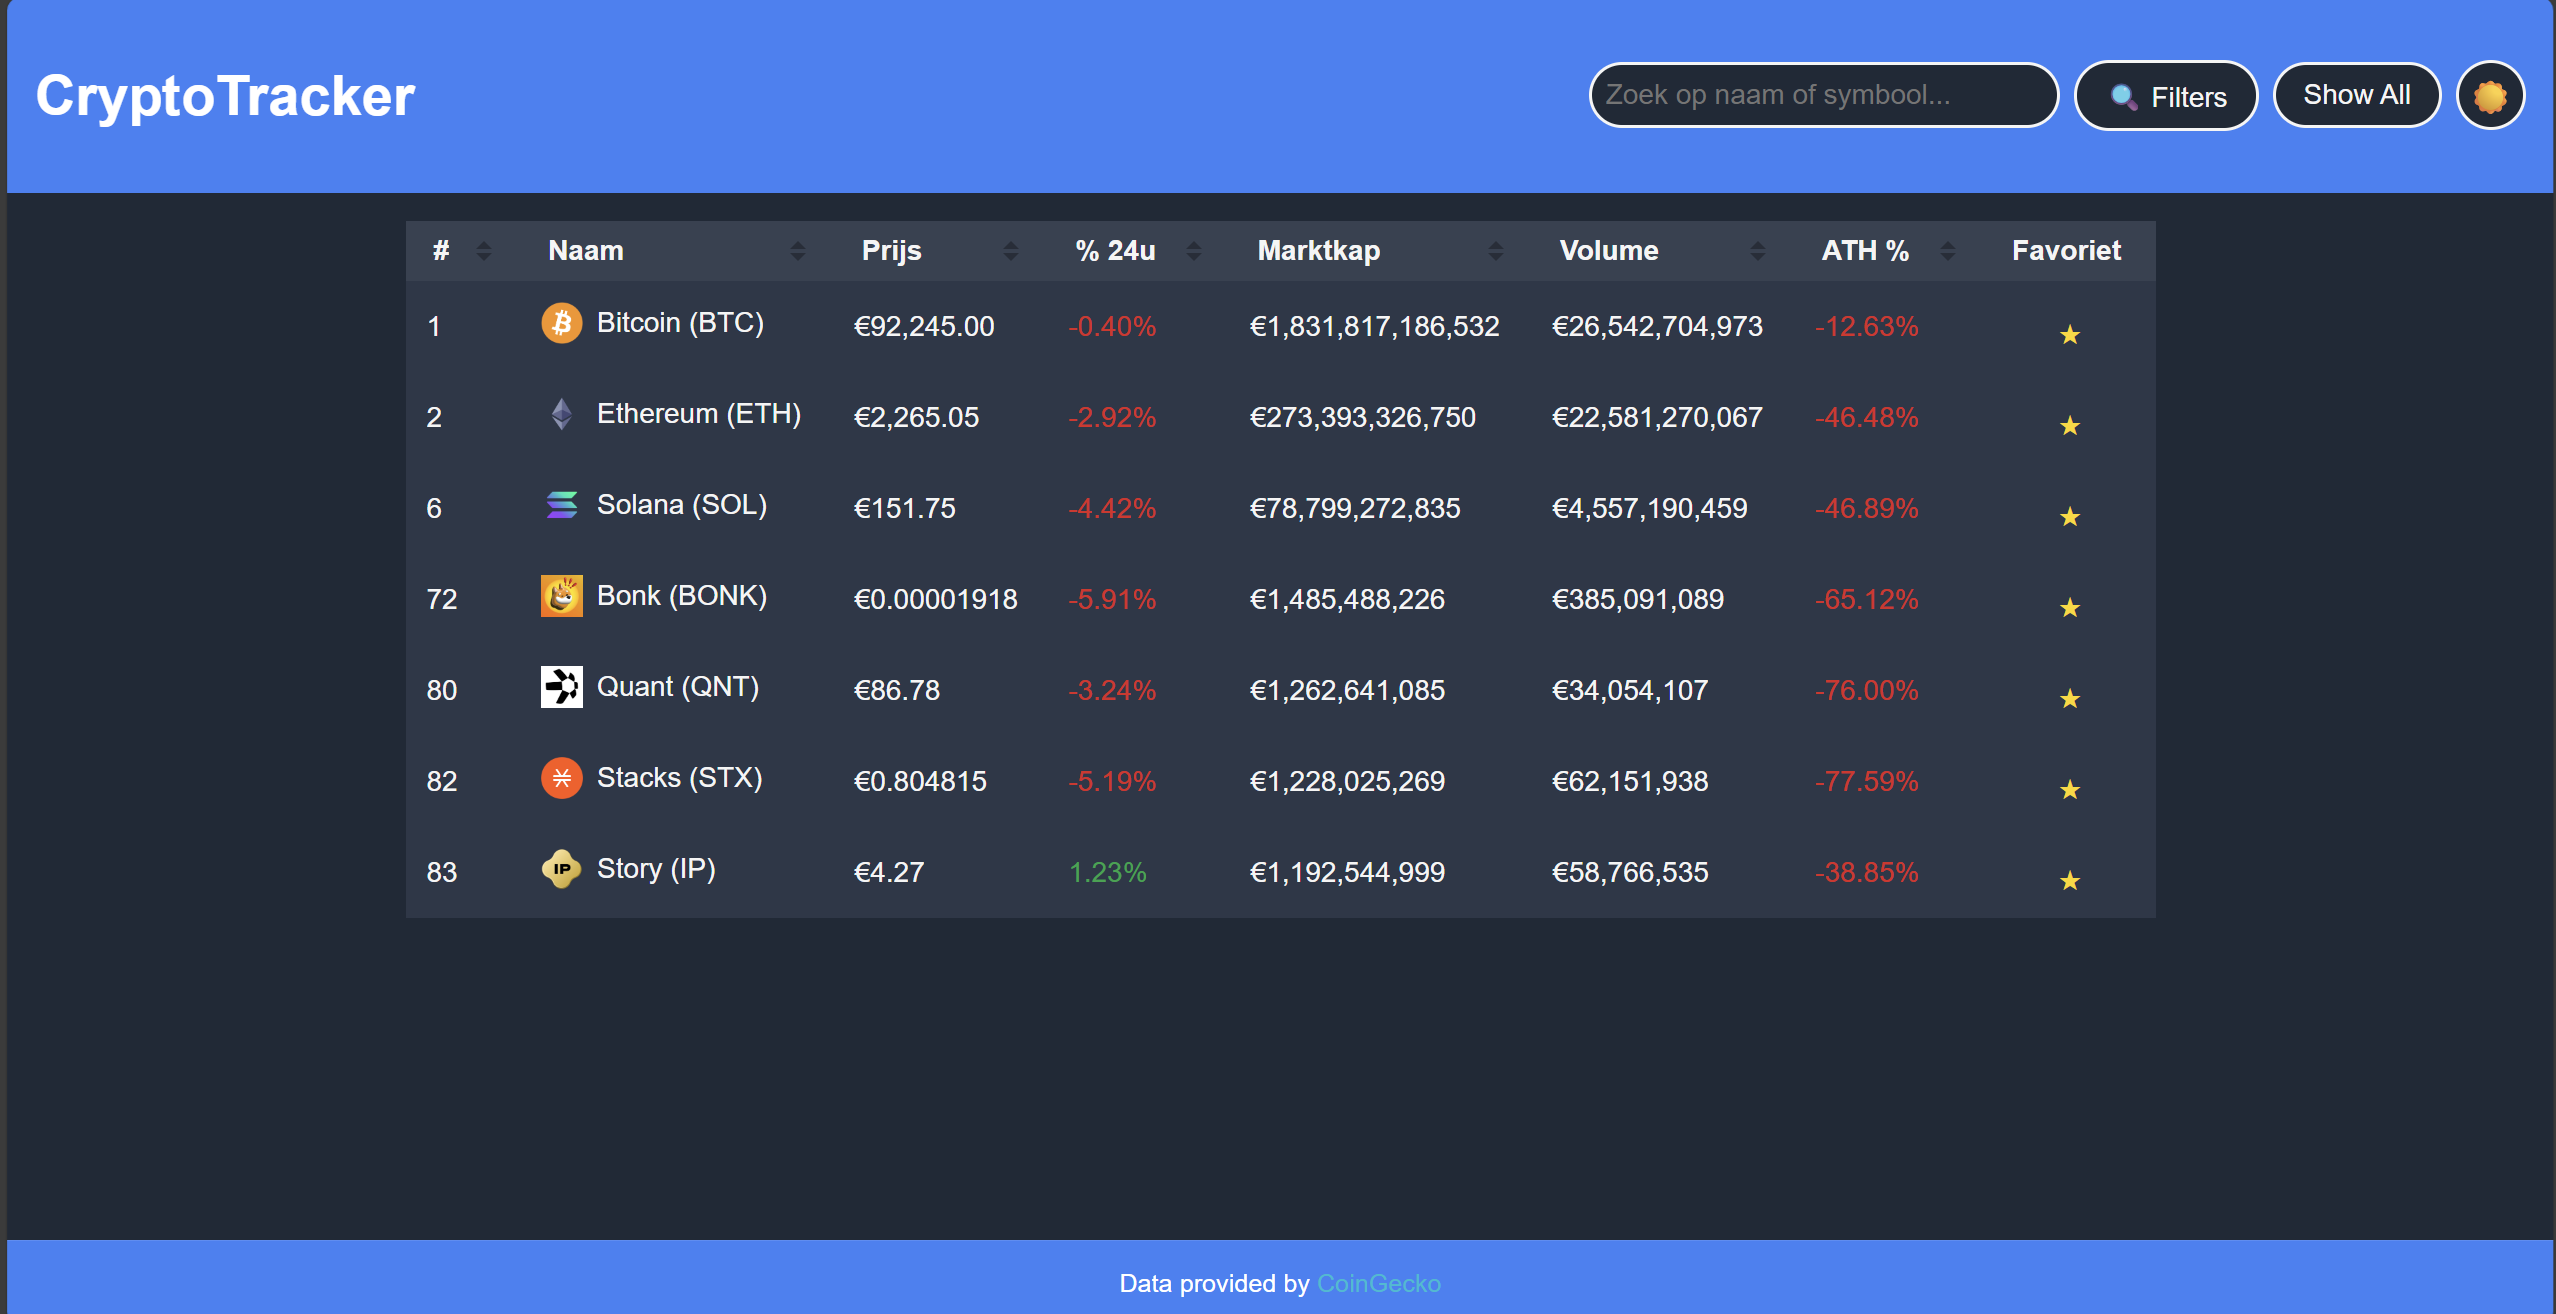 CryptoTracker
Zoek op naam of symbool... Filters Show All
# Naam Prijs % 24u Marktkap Volume ATH % Favoriet
1 Bitcoin (BTC) €92,245.00 -0.40% €1,831,817,186,532 €26,542,704,973 -12.63% ★
2 Ethereum (ETH) €2,265.05 -2.92% €273,393,326,750 €22,581,270,067 -46.48% ★
6 Solana (SOL) €151.75 -4.42% €78,799,272,835 €4,557,190,459 -46.89% ★
72 Bonk (BONK) €0.00001918 -5.91% €1,485,488,226 €385,091,089 -65.12% ★
80 Quant (QNT) €86.78 -3.24% €1,262,641,085 €34,054,107 -76.00% ★
82 Stacks (STX) €0.804815 -5.19% €1,228,025,269 €62,151,938 -77.59% ★
83 IP Story (IP) €4.27 1.23% €1,192,544,999 €58,766,535 -38.85% ★
Data provided by CoinGecko